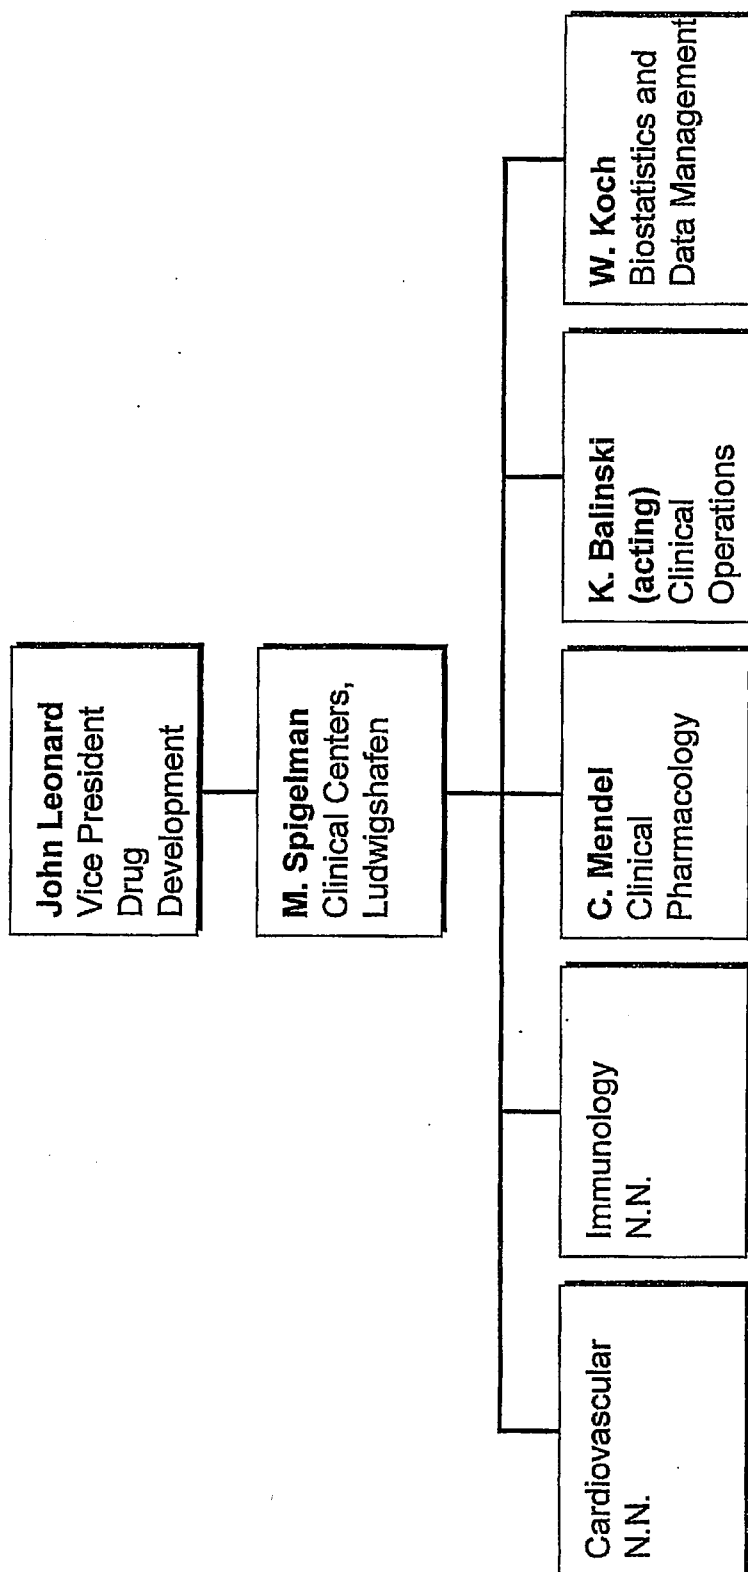 John Leonard
Vice President
Drug
Development
M. Spigelman
Clinical Centers,
Ludwigshafen
Cardiovascular
N.N.
Immunology
N.N.
C. Mendel
Clinical
Pharmacology
K. Balinski
(acting)
Clinical
Operations
W. Koch
Biostatistics and
Data Management